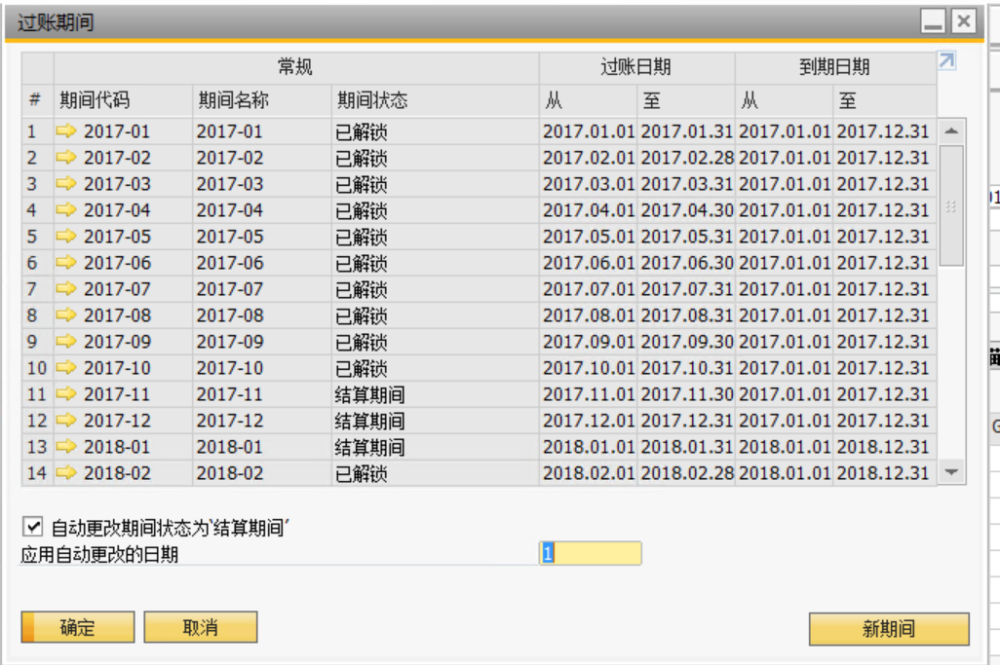 过账期间
常规 过账日期 到期日期
# 期间代码 期间名称 期间状态 从 至 从 至
1 2017-01 2017-01 已解锁 2017.01.01 2017.01.31 2017.01.01 2017.12.31
2 2017-02 2017-02 已解锁 2017.02.01 2017.02.28 2017.01.01 2017.12.31
3 2017-03 2017-03 已解锁 2017.03.01 2017.03.31 2017.01.01 2017.12.31
4 2017-04 2017-04 已解锁 2017.04.01 2017.04.30 2017.01.01 2017.12.31
5 2017-05 2017-05 已解锁 2017.05.01 2017.05.31 2017.01.01 2017.12.31
6 2017-06 2017-06 已解锁 2017.06.01 2017.06.30 2017.01.01 2017.12.31
7 2017-07 2017-07 已解锁 2017.07.01 2017.07.31 2017.01.01 2017.12.31
8 2017-08 2017-08 已解锁 2017.08.01 2017.08.31 2017.01.01 2017.12.31
9 2017-09 2017-09 已解锁 2017.09.01 2017.09.30 2017.01.01 2017.12.31
10 2017-10 2017-10 已解锁 2017.10.01 2017.10.31 2017.01.01 2017.12.31
11 2017-11 2017-11 结算期间 2017.11.01 2017.11.30 2017.01.01 2017.12.31
12 2017-12 2017-12 结算期间 2017.12.01 2017.12.31 2017.01.01 2017.12.31
13 2018-01 2018-01 结算期间 2018.01.01 2018.01.31 2018.01.01 2018.12.31
14 2018-02 2018-02 已解锁 2018.02.01 2018.02.28 2018.01.01 2018.12.31
自动更改期间状态为'结算期间'
应用自动更改的日期 1
确定 取消 新期间